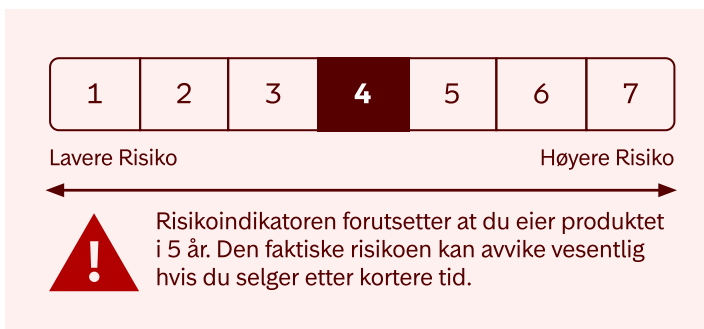 1 2 3 4 5 6 7
Lavere Risiko Høyere Risiko
Risikoindikatoren forutsetter at du eier produktet
i 5 år. Den faktiske risikoen kan avvike vesentlig
hvis du selger etter kortere tid.